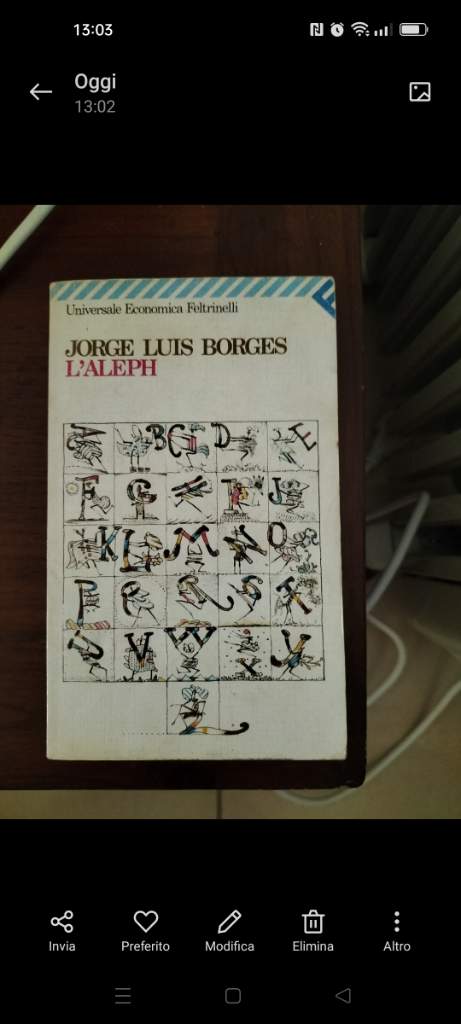 13:03
Oggi
13:02
Universale Economica Feltrinelli
JORGE LUIS BORGES
L'ALEPH
A B C D E
F G H I J
K L M N O
P Q R S T
U V W X Y
Z
Invia Preferito Modifica Elimina Altro